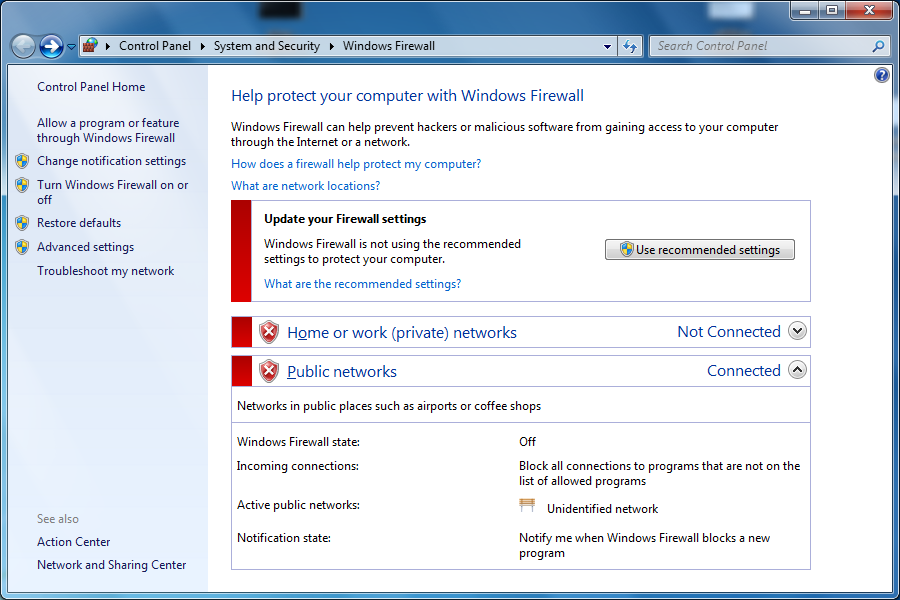 Control Panel
System and Security
Windows Firewall
Search Control Panel
Control Panel Home
Allow a program or feature
through Windows Firewall
Change notification settings
Turn Windows Firewall on or
off
Restore defaults
Advanced settings
Troubleshoot my network
See also
Action Center
Network and Sharing Center
?
Help protect your computer with Windows Firewall
Windows Firewall can help prevent hackers or malicious software from gaining access to your computer
through the Internet or a network.
How does a firewall help protect my computer?
What are network locations?
Update your Firewall settings
Windows Firewall is not using the recommended
settings to protect your computer.
Use recommended settings
What are the recommended settings?
Home or work (private) networks Not Connected
Public networks Connected
Networks in public places such as airports or coffee shops
Windows Firewall state: Off
Incoming connections: Block all connections to programs that are not on the
list of allowed programs
Active public networks: Unidentified network
Notification state: Notify me when Windows Firewall blocks a new
program